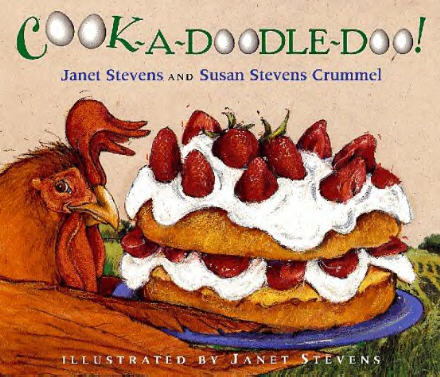 COOK-A-DOODLE-DOO!
JANET STEVENS AND SUSAN STEVENS CRUMMEL
ILLUSTRATED BY JANET STEVENS